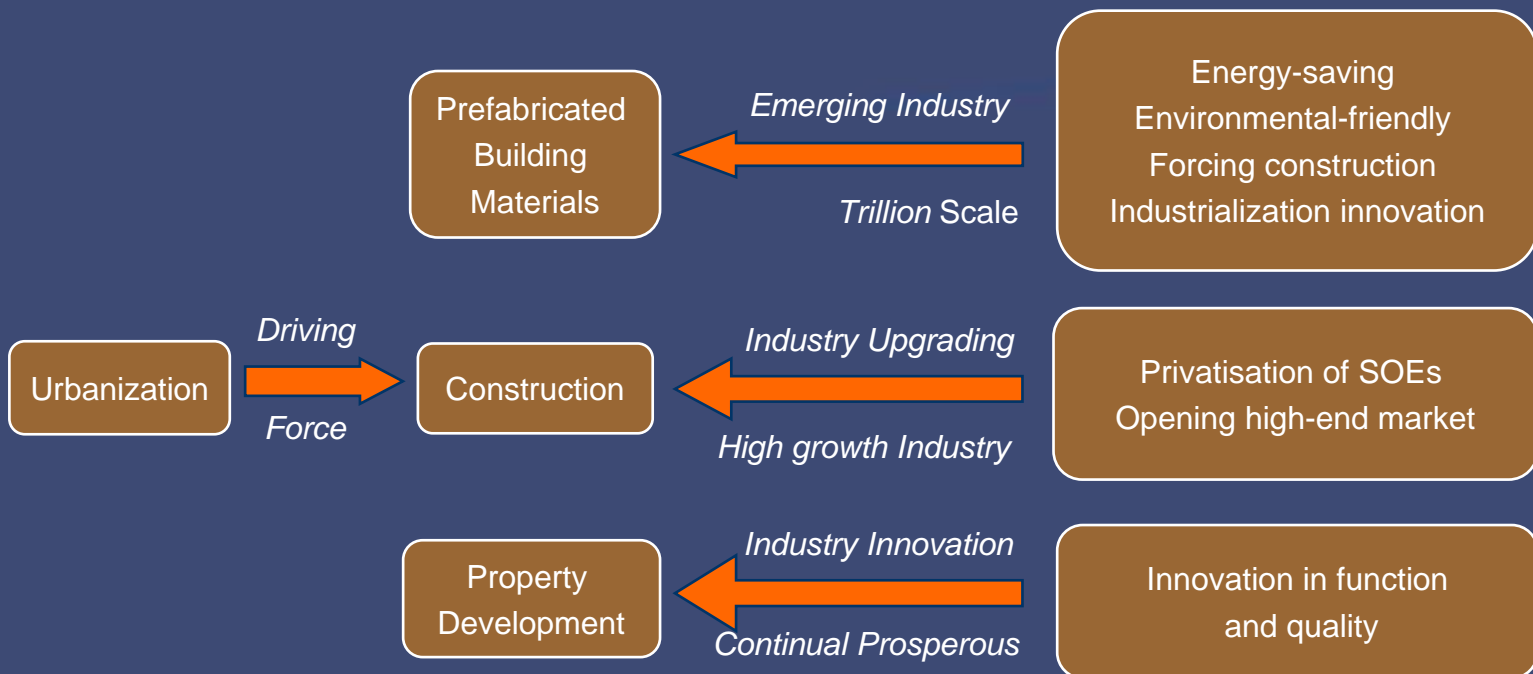 Prefabricated
Building
Materials
Emerging Industry
Trillion Scale
Energy-saving
Environmental-friendly
Forcing construction
Industrialization innovation
Urbanization
Driving
Force
Construction
Industry Upgrading
High growth Industry
Privatisation of SOEs
Opening high-end market
Property
Development
Industry Innovation
Continual Prosperous
Innovation in function
and quality